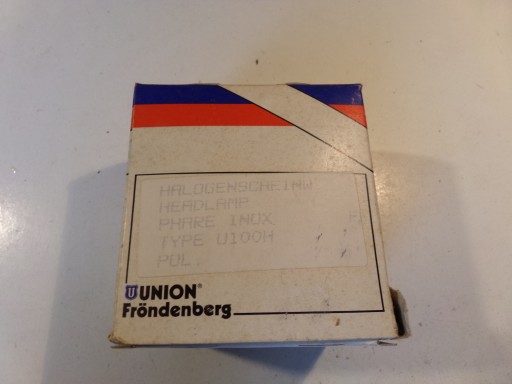 HALOGENSCHEINW
HEADLAMP
PHARE INOX
TYPE U100H
POL.
UNION®
Fröndenberg